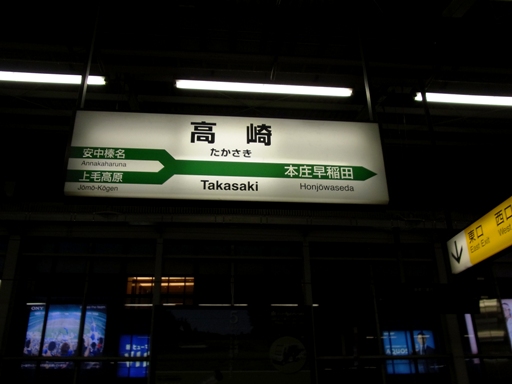 高崎
たかさき
Takasaki
安中榛名
Annakaharuna
上毛高原
Jōmō-Kōgen
本庄早稲田
Honjōwaseda
東口
East Exit
西口
West